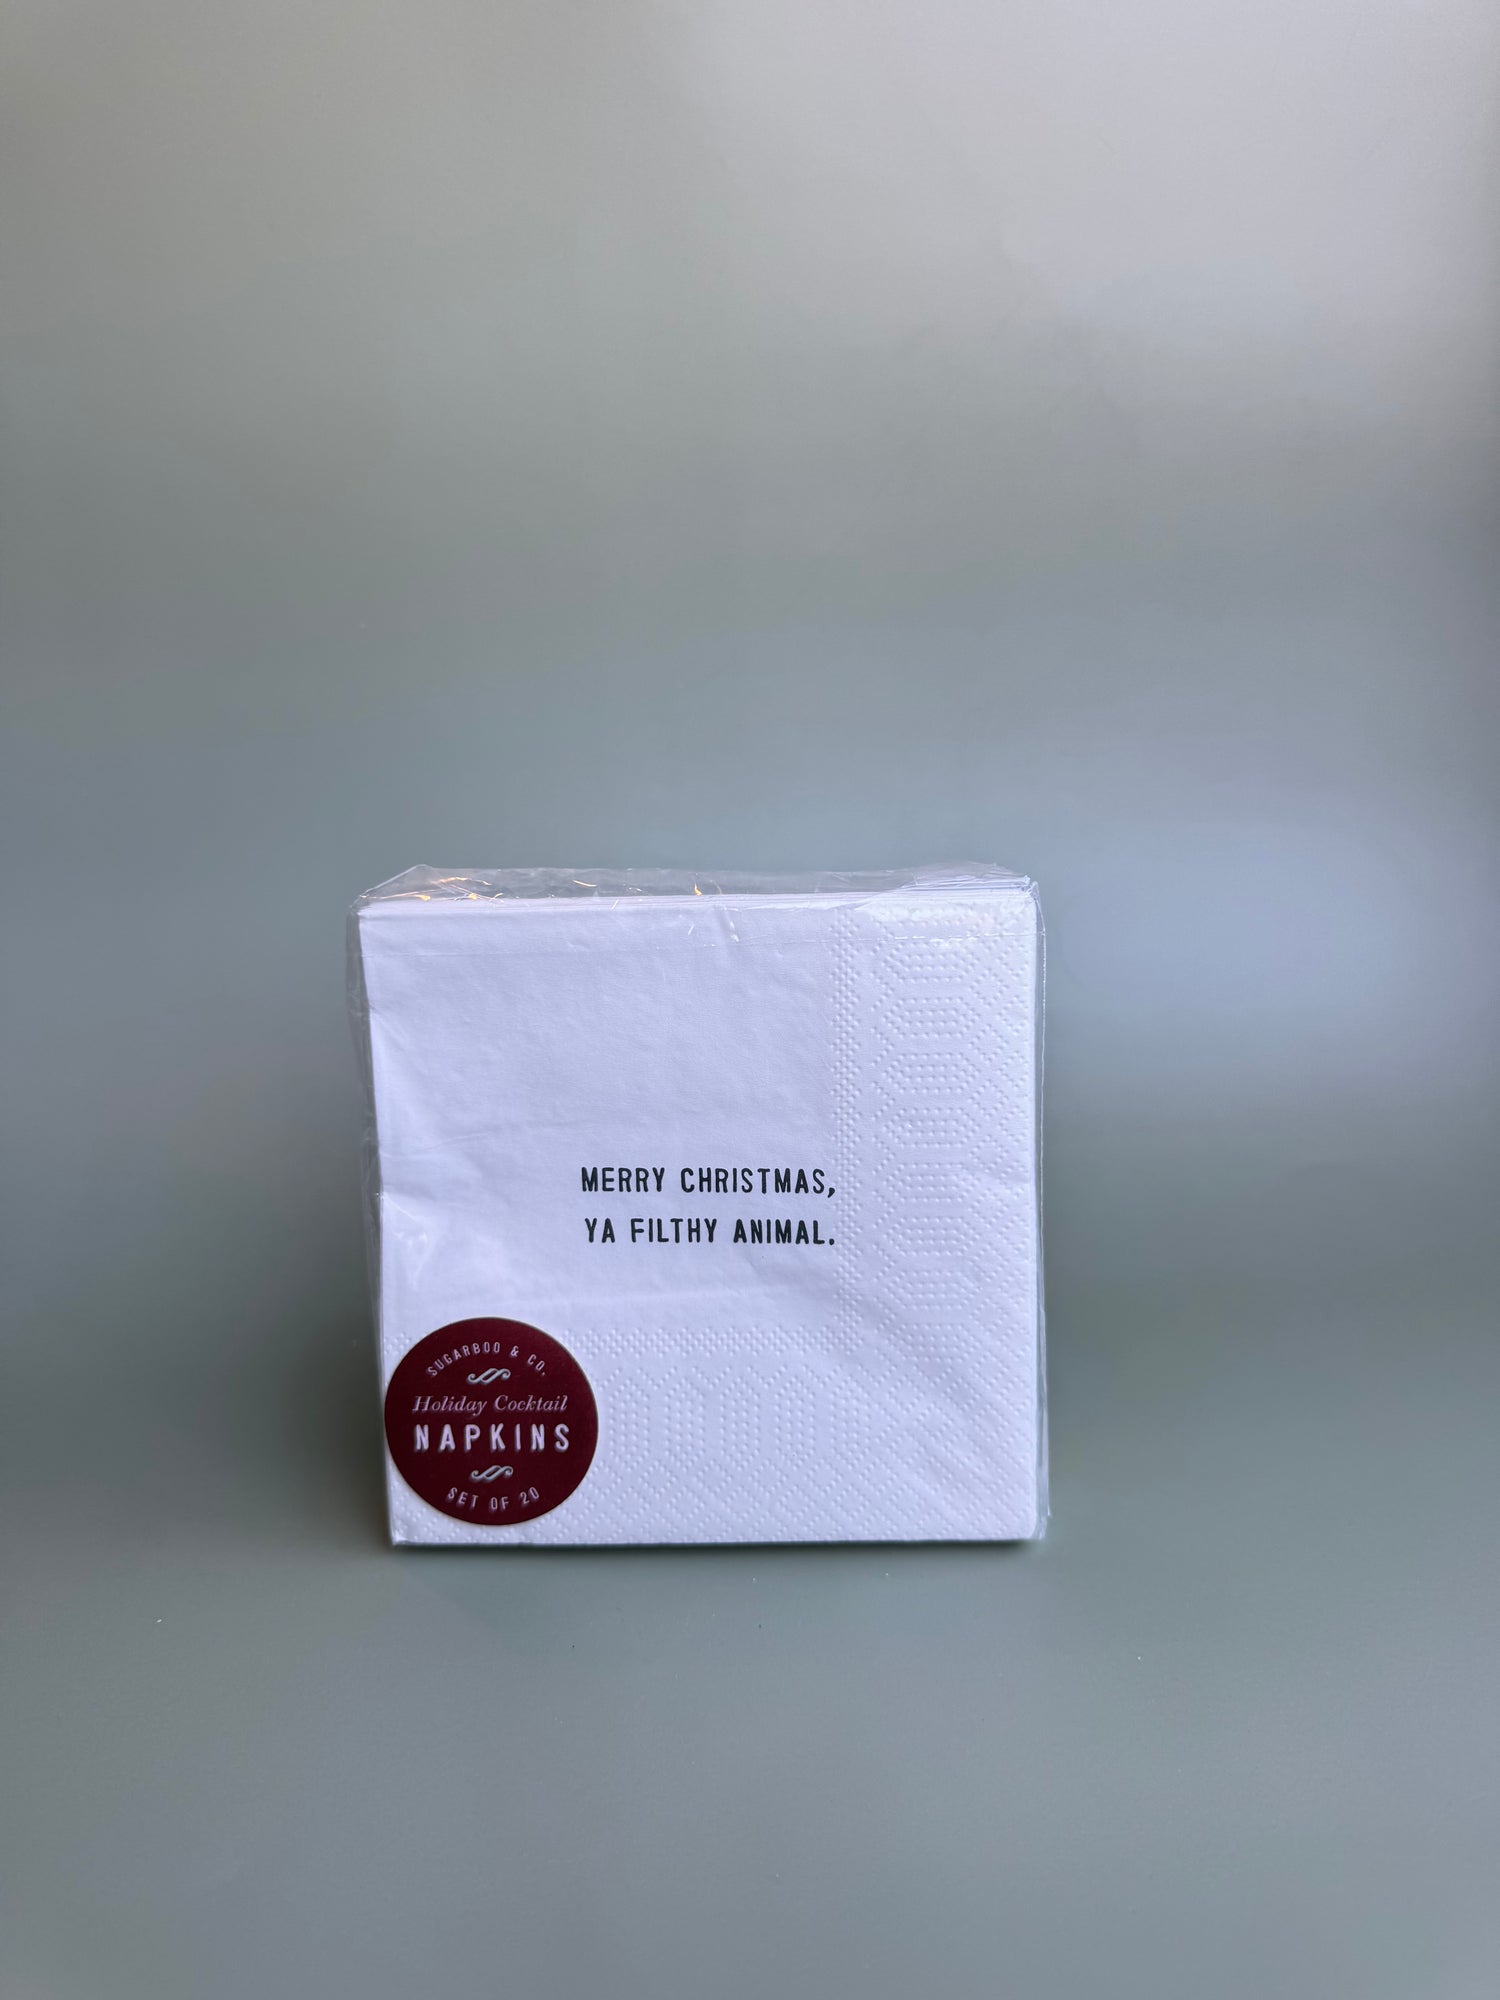 MERRY CHRISTMAS,
YA FILTHY ANIMAL.
SUGARBOO & CO.
Holiday Cocktail
NAPKINS
SET OF 20